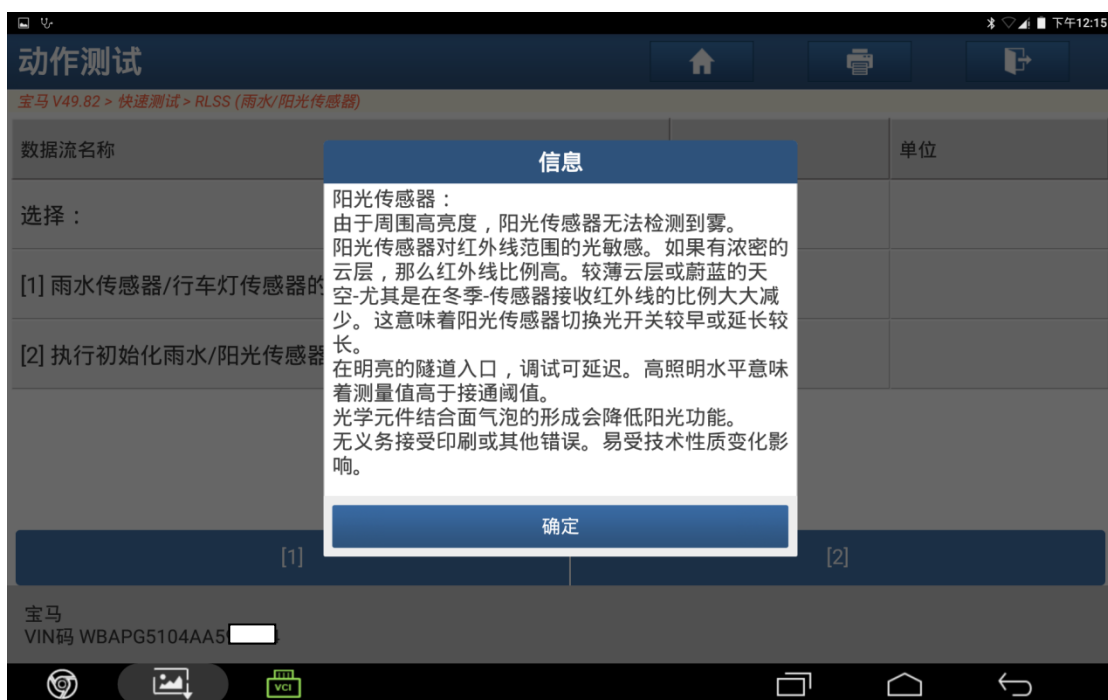 下午12:15
动作测试
宝马 V49.82 > 快速测试 > RLSS (雨水/阳光传感器)
数据流名称
单位
选择：
[1] 雨水传感器/行车灯传感器的
[2] 执行初始化雨水/阳光传感器
信息
阳光传感器：
由于周围高亮度，阳光传感器无法检测到雾。
阳光传感器对红外线范围的光敏感。如果有浓密的
云层，那么红外线比例高。较薄云层或蔚蓝的天
空-尤其是在冬季-传感器接收红外线的比例大大减
少。这意味着阳光传感器切换光开关较早或延长较
长。
在明亮的隧道入口，调试可延迟。高照明水平意味
着测量值高于接通阈值。
光学元件结合面气泡的形成会降低阳光功能。
无义务接受印刷或其他错误。易受技术性质变化影
响。
确定
[1]
[2]
宝马
VIN码 WBAPG5104AA5
VCI